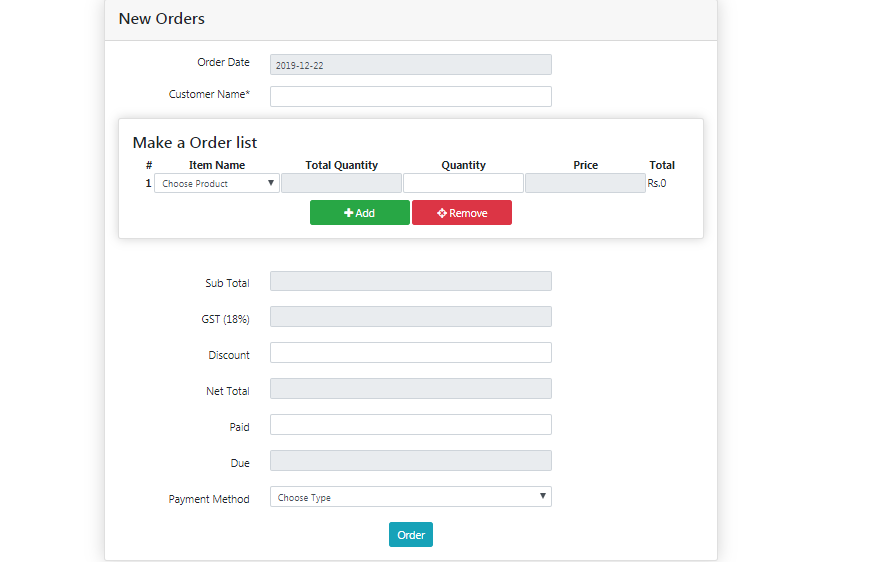 New Orders
Order Date 2019-12-22
Customer Name*
Make a Order list
# Item Name Total Quantity Quantity Price Total
1 Choose Product Rs.0
Add Remove
Sub Total
GST (18%)
Discount
Net Total
Paid
Due
Payment Method Choose Type
Order